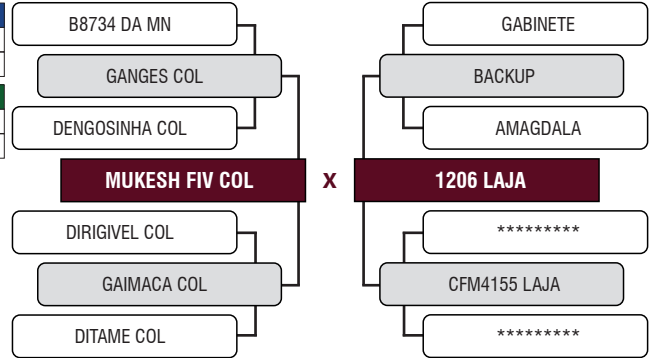 B8734 DA MN
GANGES COL
DENGOSINHA COL
MUKESH FIV COL
DIRIGIVEL COL
GAIMACA COL
DITAME COL
X
GABINETE
BACKUP
AMAGDALA
1206 LAJA
*********
CFM4155 LAJA
*********